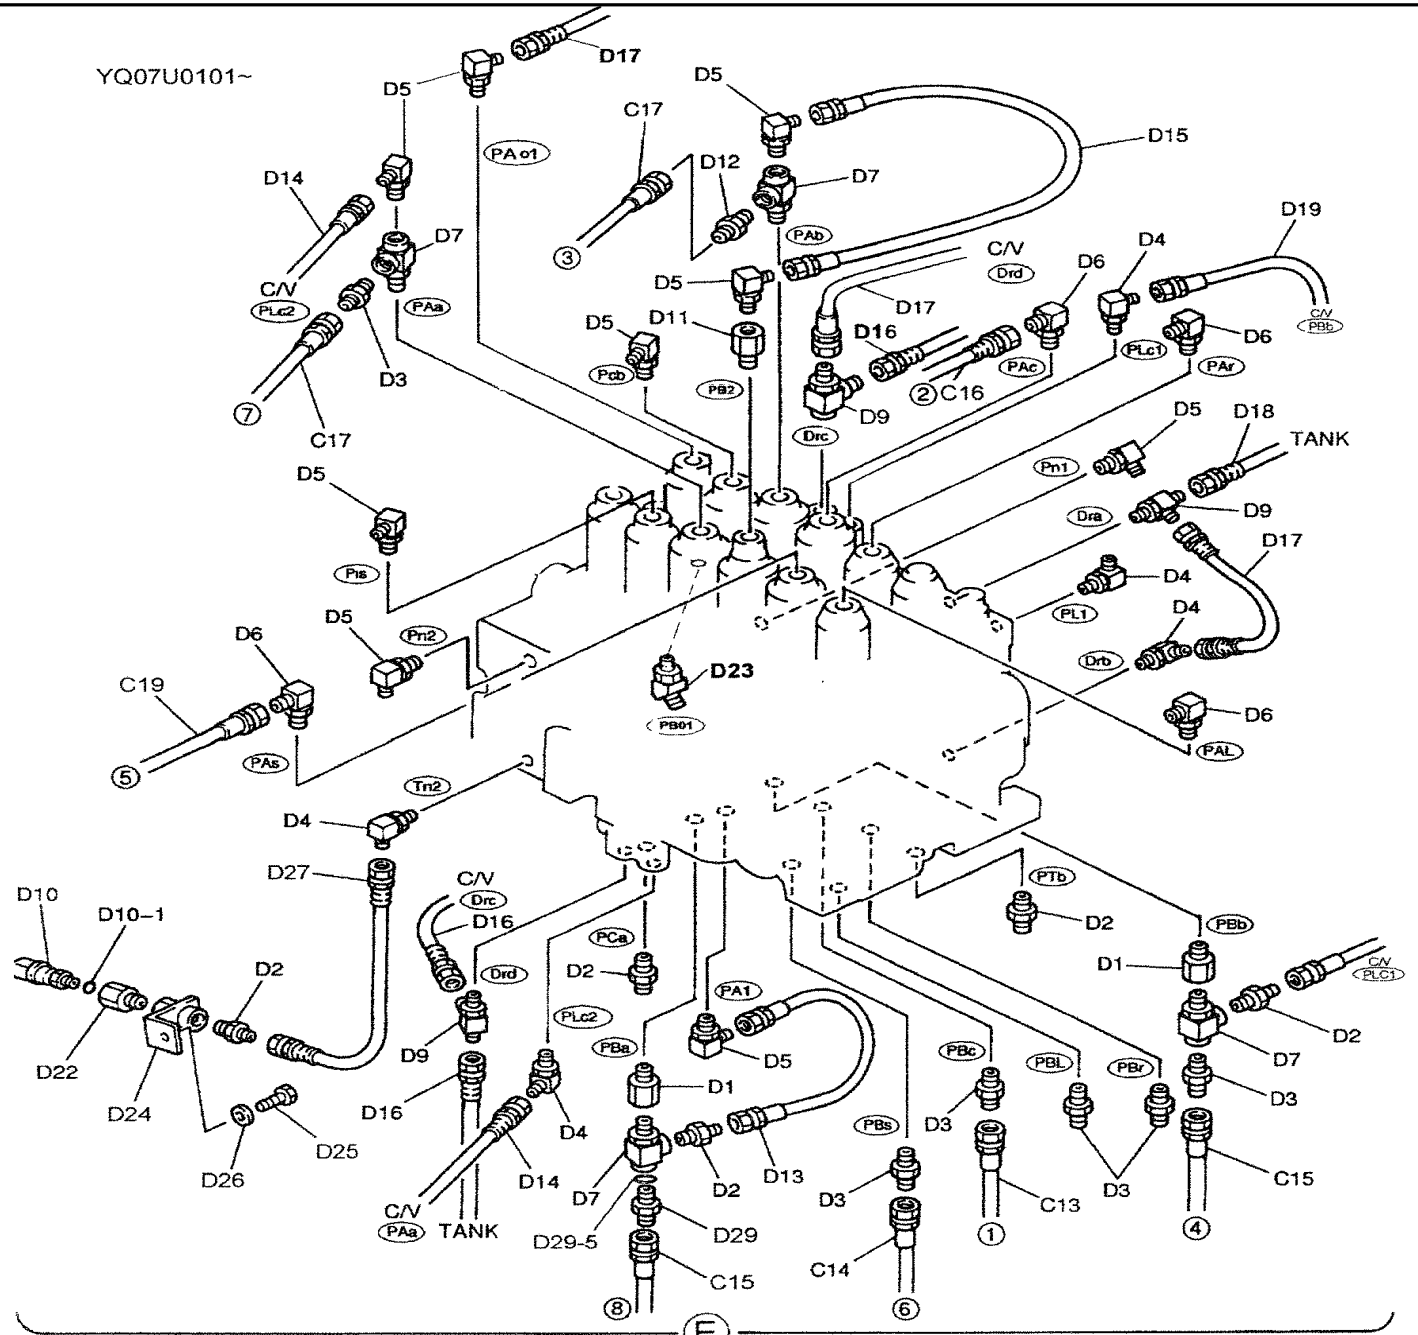 D17
YQ07U0101~
D5
D5
C17
D15
PAo1
D14
D12
D7
D7
D19
③
PAb
C/V
D4
C/V
Drd
D6
PLc2
PAa
D5
D17
D5
D11
D16
C/V
PBb
D6
Pcb
PLc1
D3
PB2
PAc
PAr
⑦
② C16
D9
D5
D18
C17
Drc
TANK
D5
Pn1
Dra
D9
D17
Pis
D4
D5
Pn2
PL1
D4
D6
Drb
C19
D23
D6
PB01
PAs
PAL
⑤
Tn2
D4
D27
C/V
PTb
D10
Drc
D10-1
D16
D2
PBb
PCa
D1
C/V
PLC1
D2
Drd
D2
PA1
PLc2
D2
D9
D5
PBc
PBL
PBr
D7
D22
PBa
D1
D3
D16
D24
D4
PBs
D3
D25
D26
D14
D7
D2
D13
D3
D3
C15
C/V
PAa
TANK
C13
D29-5
D29
①
④
C14
C15
⑧
⑥
E